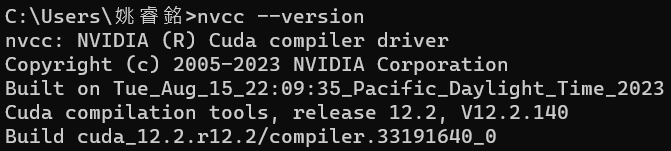 C:\Users\姚睿銘>nvcc --version
nvcc: NVIDIA (R) Cuda compiler driver
Copyright (c) 2005-2023 NVIDIA Corporation
Built on Tue_Aug_15_22:09:35_Pacific_Daylight_Time_2023
Cuda compilation tools, release 12.2, V12.2.140
Build cuda_12.2.r12.2/compiler.33191640_0